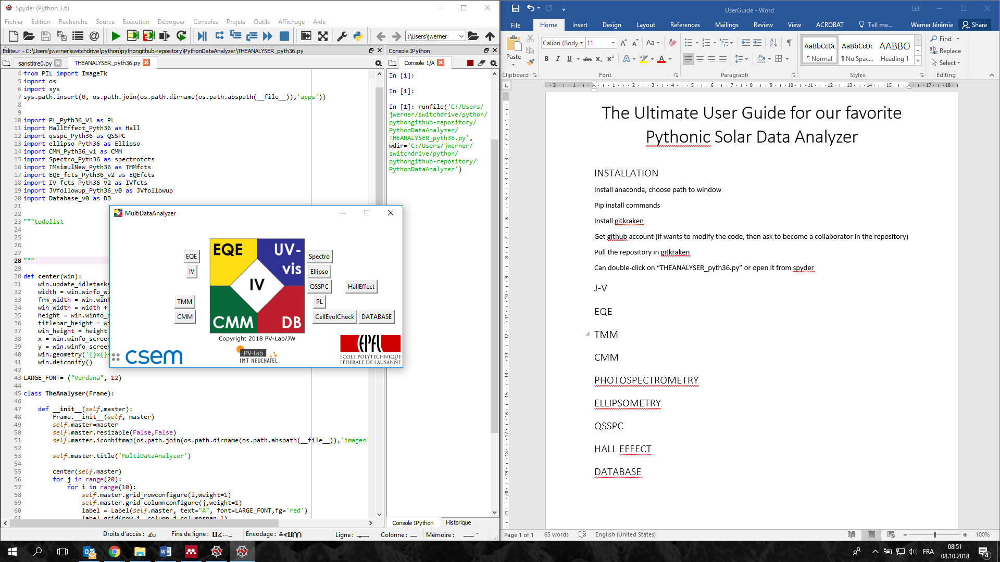 Spyder (Python 3.6)
Fichier Édition Recherche Source Exécution Déboguer Consoles Projets Outils Affichage Aide
:\Users\jwerner
Éditeur - C:\Users\jwerner\switchdrive\python\pythongithub-repository\PythonDataAnalyzer\THEANALYSER_pyth36.py
sanstitre0.py THEANALYSER_pyth36.py
4 from PIL import ImageTk
5 import os
6 import sys
7 sys.path.insert(0, os.path.join(os.path.dirname(os.path.abspath(__file__)),'apps'))
8
9
10 import PL_Pyth36_V1 as PL
11 import HallEffect_Pyth36 as Hall
12 import qsspc_Pyth36 as QSSPC
13 import ellipso_Pyth36 as Ellipso
14 import CMM_Pyth36_v1 as CMM
15 import Spectro_Pyth36 as spectrofcts
16 import TMsimulNew_Pyth36 as TMMfcts
17 import EQE_fcts_Pyth36_v2 as EQEfcts
18 import IV_fcts_Pyth36_V2 as IVfcts
19 import JVfollowup_Pyth36_v0 as JVfollowup
20 import Database_v0 as DB
21
22
23 """todolist
24
25
26
27
28 """
29
30 def center(win):
31 win.update_idletasks
32 width = win.winfo_wi
33 frm_width = win.winf
34 win_width = width +
35 height = win.winfo_h
36 titlebar_height = wi
37 win_height = height
38 x = win.winfo_screen
39 y = win.winfo_screen
40 win.geometry('{}x{}+
41 win.deiconify()
42
43 LARGE_FONT= ("Verdana", 12)
44
45 class TheAnalyser(Frame):
46
47 def __init__(self,master):
48 Frame.__init__(self, master)
49 self.master=master
50 self.master.resizable(False,False)
51 self.master.iconbitmap(os.path.join(os.path.dirname(os.path.abspath(__file__)),'images'
52
53 self.master.title('MultiDataAnalyzer')
54
55 center(self.master)
56 for j in range(20):
57 for i in range(10):
58 self.master.grid_rowconfigure(i,weight=1)
59 self.master.grid_columnconfigure(j,weight=1)
60 label = Label(self.master, text="A", font=LARGE_FONT,fg='red')
61 label.grid(row=i, column=j,columnspan=1)
MultiDataAnalyzer
EQE
IV
TMM
CMM
EQE UV-vis
IV
CMM DB
Spectro
Ellipso
QSSPC HallEffect
PL
CellEvolCheck DATABASE
Copyright 2018 PV-Lab/JW
csem
PV-lab
IMT NEUCHATEL
EPFL
ÉCOLE POLYTECHNIQUE
FÉDÉRALE DE LAUSANNE
Console IPython
Console 1/A
In [1]:
In [1]:
In [1]: runfile('C:/Users/
jwerner/switchdrive/python/
pythongithub-repository/
PythonDataAnalyzer/
THEANALYSER_pyth36.py',
wdir='C:/Users/jwerner/
switchdrive/python/
pythongithub-repository/
PythonDataAnalyzer')
Console IPython Historique
Droits d'accès : Fins de ligne : Encodage : Ligne : Colonne : Mémoire :
UserGuide - Word
File Home Insert Design Layout References Mailings Review View ACROBAT Tell me... Werner Jérémie Share
Paste
Calibri (Body 11
AaBbCcDc AaBbCcDc AABBC
¶ Normal ¶ No Spac... Heading 1
Find
Replace
Select
Clipboard Font Paragraph Styles Editing
The Ultimate User Guide for our favorite
Pythonic Solar Data Analyzer
INSTALLATION
Install anaconda, choose path to window
Pip install commands
Install gitkraken
Get github account (if wants to modify the code, then ask to become a collaborator in the repository)
Pull the repository in gitkraken
Can double-click on “THEANALYSER_pyth36.py” or open it from spyder
J-V
EQE
TMM
CMM
PHOTOSPECTROMETRY
ELLIPSOMETRY
QSSPC
HALL EFFECT
DATABASE
Page 1 of 1 65 words English (United States) 100%
FRA
08:51
08.10.2018
4